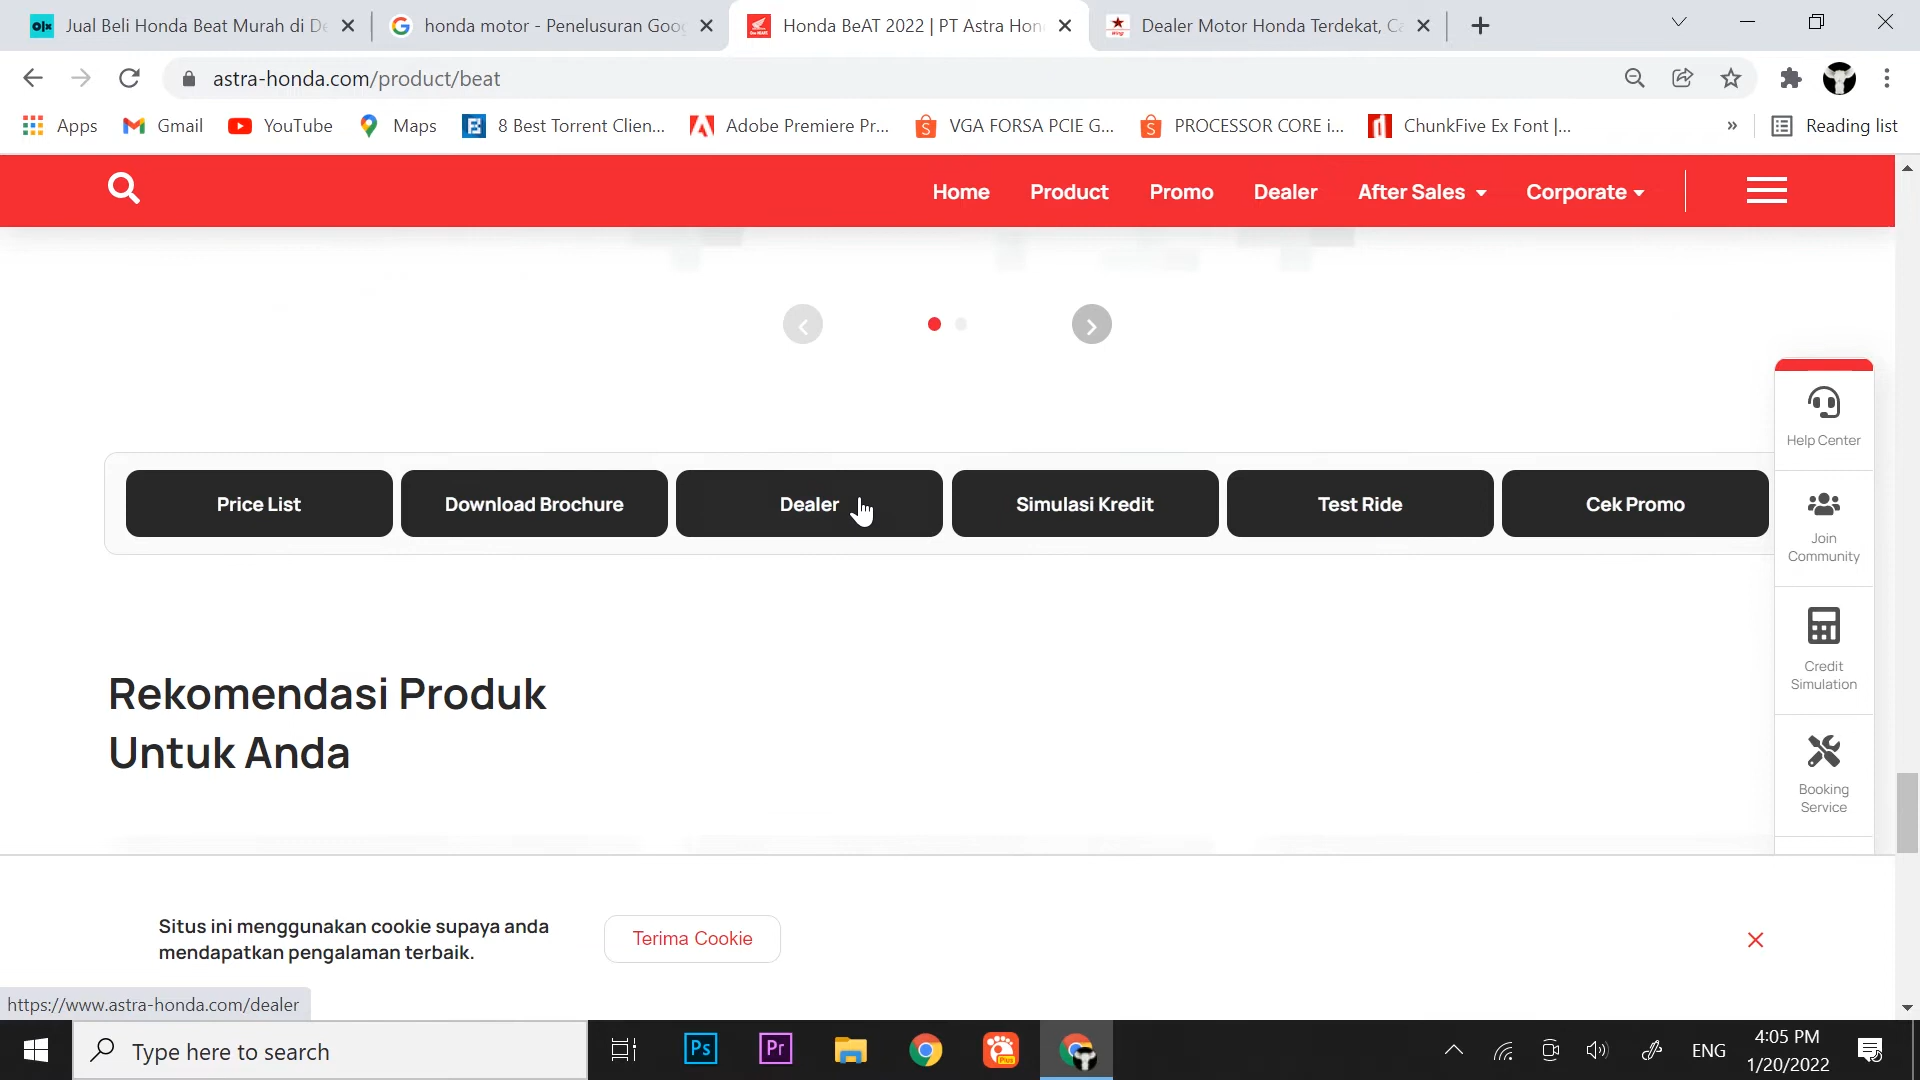 olx Jual Beli Honda Beat Murah di De
honda motor - Penelusuran Goog
Honda BeAT 2022 | PT Astra Hon
Dealer Motor Honda Terdekat, Ca
astra-honda.com/product/beat
Apps
Gmail
YouTube
Maps
8 Best Torrent Clien...
Adobe Premiere Pr...
VGA FORSA PCIE G...
PROCESSOR CORE i...
ChunkFive Ex Font |...
»
Reading list
Home
Product
Promo
Dealer
After Sales
Corporate
Help Center
Price List
Download Brochure
Dealer
Simulasi Kredit
Test Ride
Cek Promo
Join
Community
Credit
Simulation
Rekomendasi Produk
Untuk Anda
Booking
Service
Situs ini menggunakan cookie supaya anda
mendapatkan pengalaman terbaik.
Terima Cookie
https://www.astra-honda.com/dealer
Type here to search
Ps
Pr
ENG
4:05 PM
1/20/2022